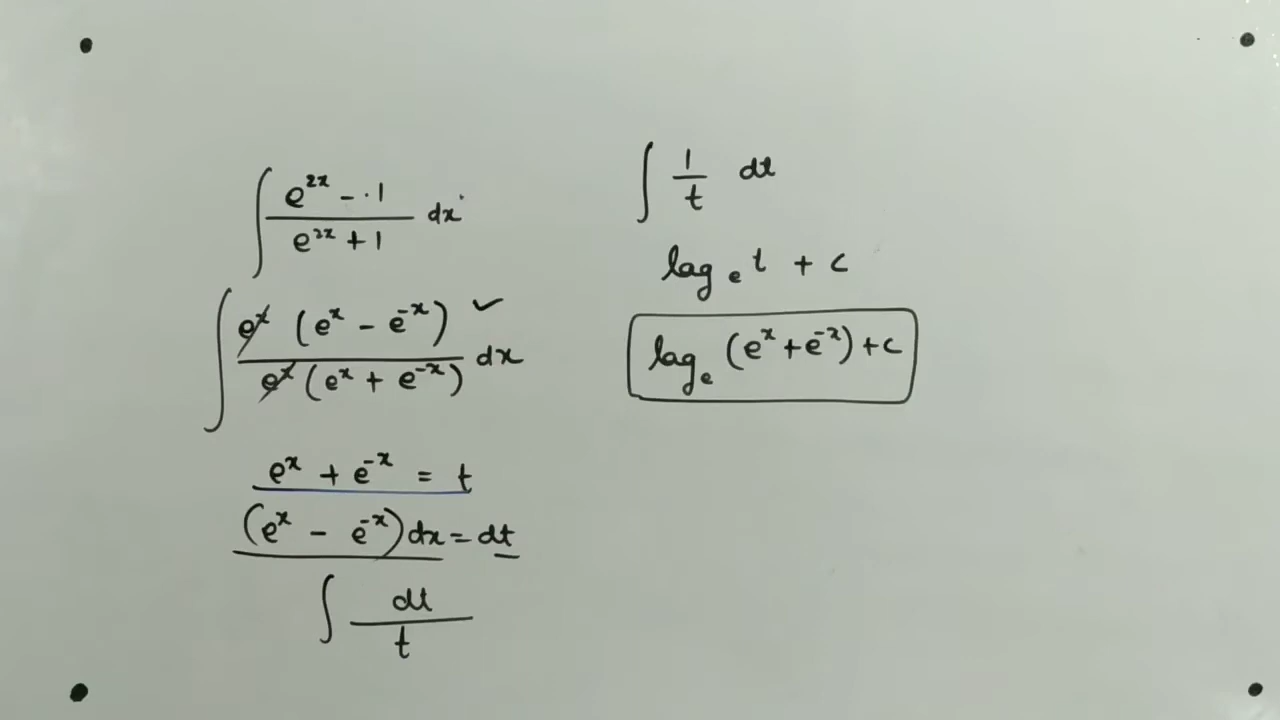 ∫ (e^{2x} - 1)/(e^{2x} + 1) dx
∫ e^x (e^x - e^{-x}) / e^x (e^x + e^{-x}) dx ✓
e^x + e^{-x} = t
(e^x - e^{-x}) dx = dt
∫ dt/t
∫ 1/t dt
log_e t + c
log_e (e^x + e^{-x}) + c